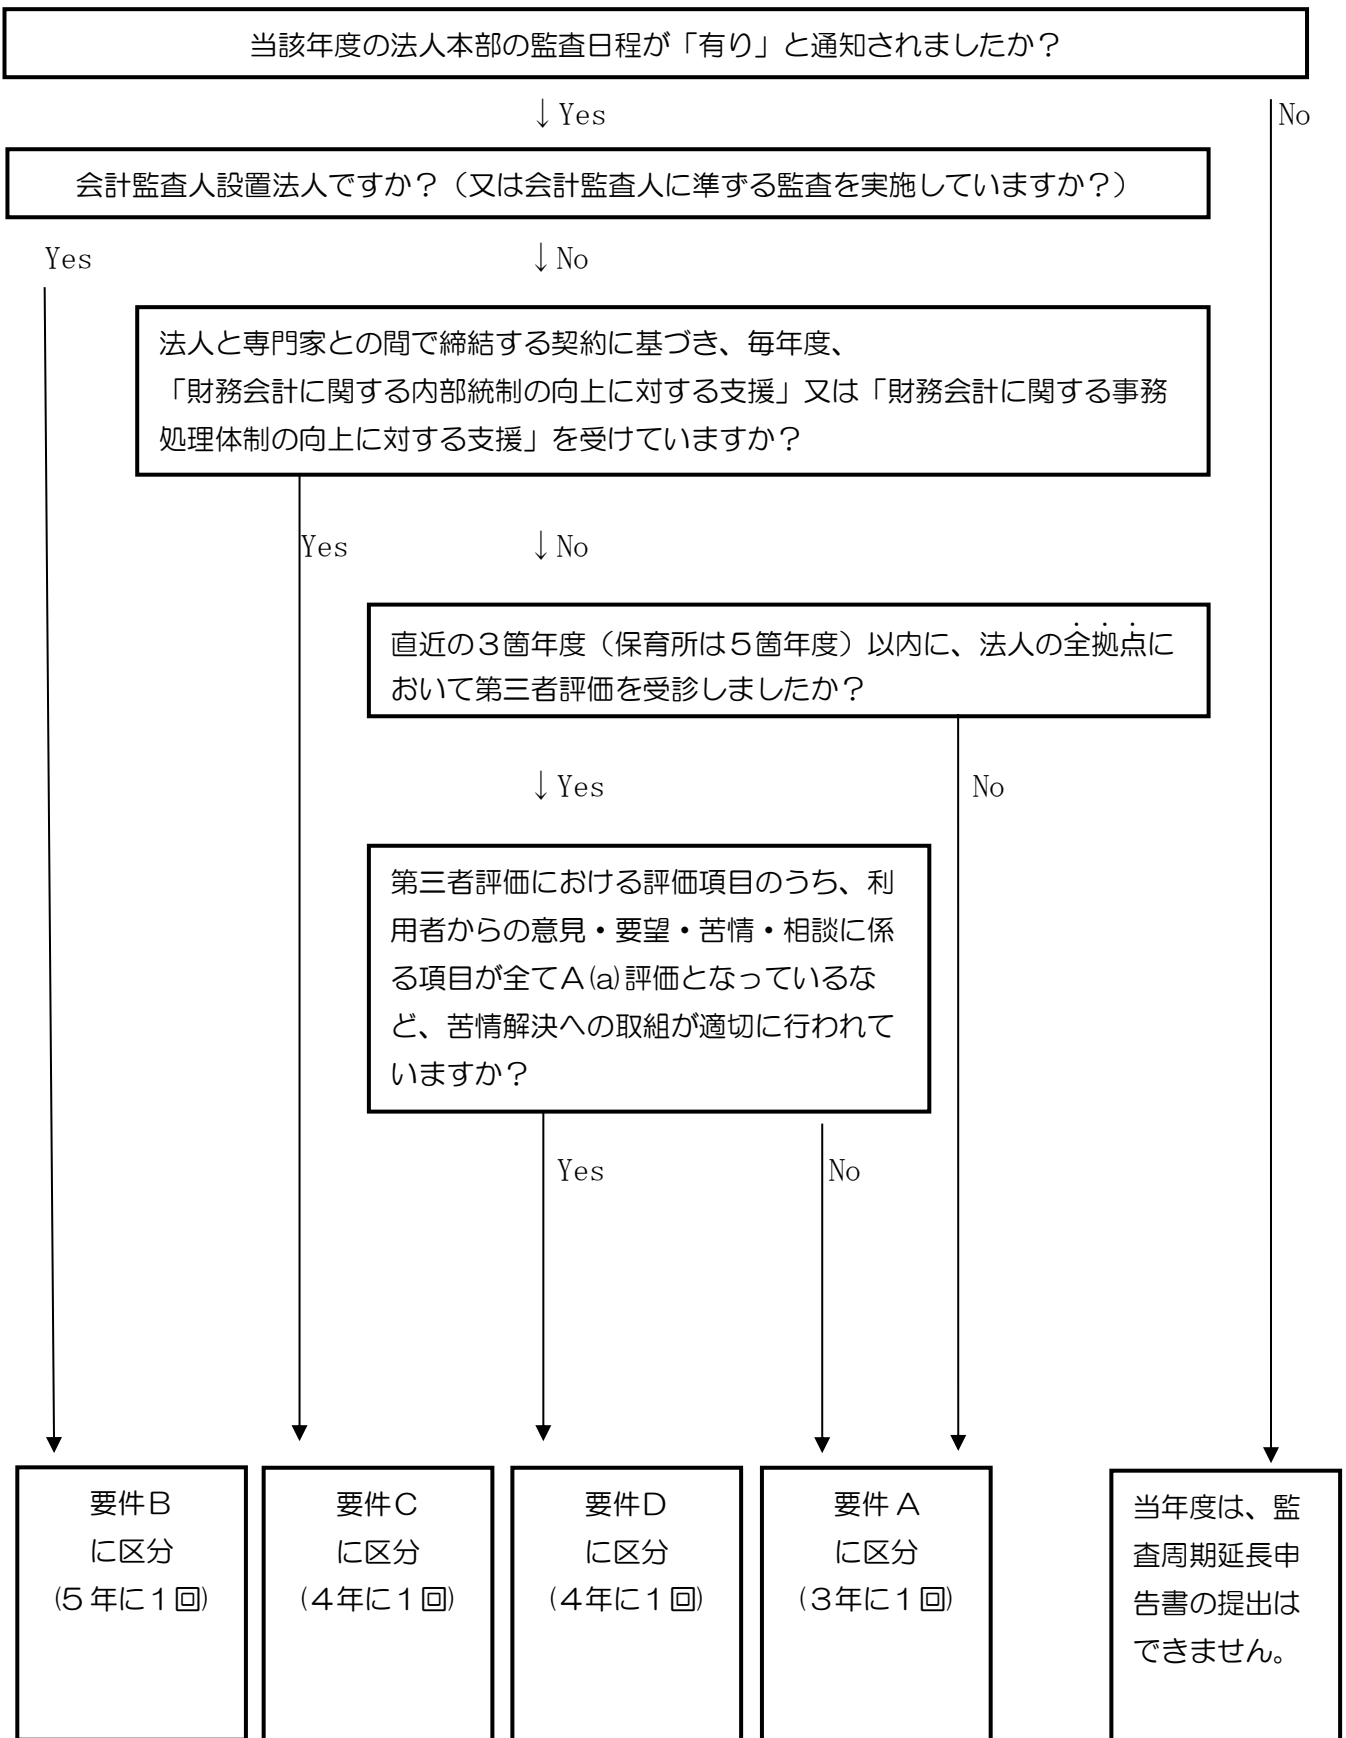 当該年度の法人本部の監査日程が「有り」と通知されましたか？
↓Yes
No
会計監査人設置法人ですか？（又は会計監査人に準ずる監査を実施していますか？）
Yes
↓No
法人と専門家との間で締結する契約に基づき、毎年度、
「財務会計に関する内部統制の向上に対する支援」又は「財務会計に関する事務
処理体制の向上に対する支援」を受けていますか？
Yes
↓No
直近の３箇年度（保育所は５箇年度）以内に、法人の全拠点に
おいて第三者評価を受診しましたか？
↓Yes
No
第三者評価における評価項目のうち、利
用者からの意見・要望・苦情・相談に係
る項目が全てＡ(a)評価となっているな
ど、苦情解決への取組が適切に行われて
いますか？
Yes
No
要件Ｂ
に区分
(５年に１回)
要件Ｃ
に区分
(４年に１回)
要件Ｄ
に区分
(４年に１回)
要件Ａ
に区分
(３年に１回)
当年度は、監
査周期延長申
告書の提出は
できません。